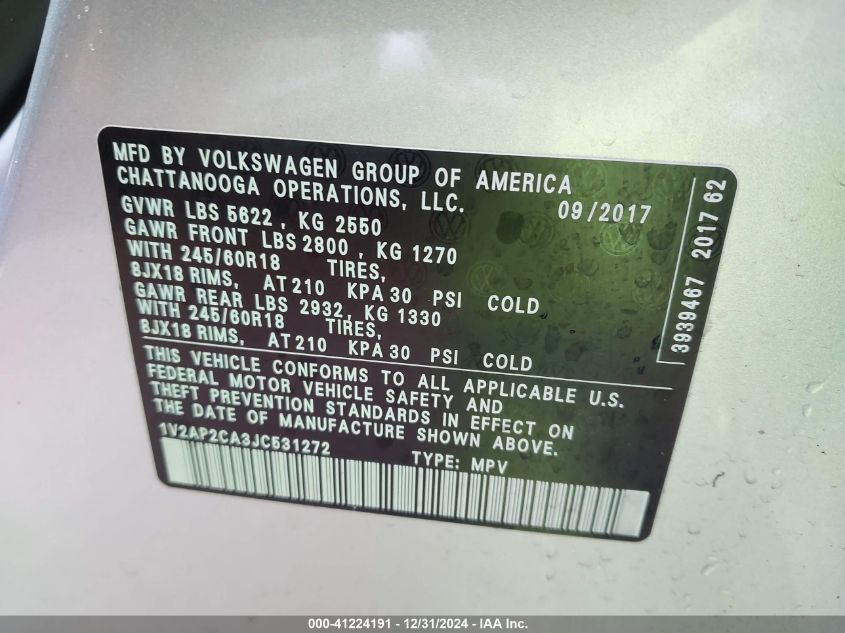 MFD BY VOLKSWAGEN GROUP OF AMERICA
CHATTANOOGA OPERATIONS, LLC. 09/2017
GVWR LBS 5622, KG 2550
GAWR FRONT LBS 2800, KG 1270
WITH 245/60R18 TIRES,
8JX18 RIMS, AT 210 KPA 30 PSI COLD
GAWR REAR LBS 2932, KG 1330
WITH 245/60R18 TIRES,
8JX18 RIMS, AT 210 KPA 30 PSI COLD
THIS VEHICLE CONFORMS TO ALL APPLICABLE U.S.
FEDERAL MOTOR VEHICLE SAFETY AND
THEFT PREVENTION STANDARDS IN EFFECT ON
THE DATE OF MANUFACTURE SHOWN ABOVE.
1V2AP2CA3JC531272 TYPE: MPV
3939467 2017 62
000-41224191 - 12/31/2024 - IAA Inc.